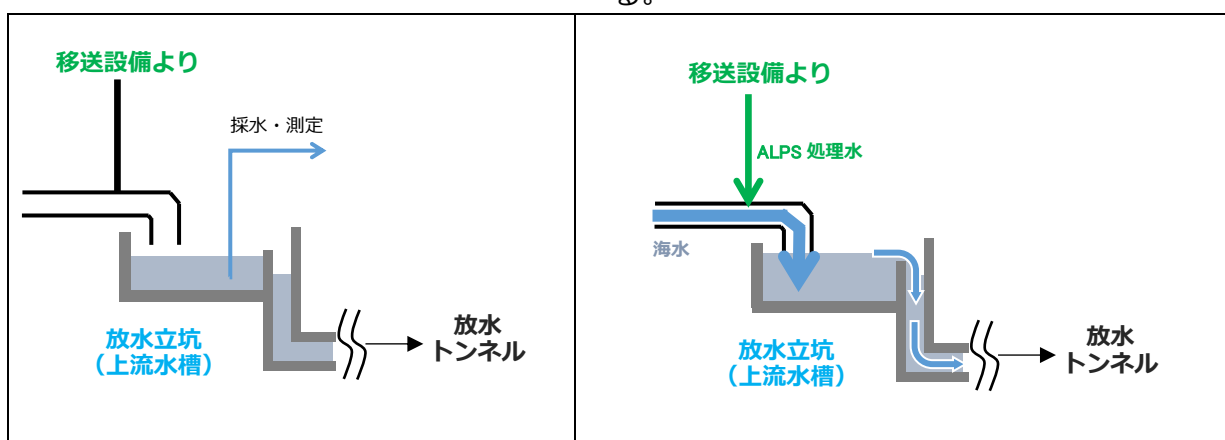 る。
移送設備より
採水・測定
放水立坑
（上流水槽）
放水
トンネル
移送設備より
ALPS 処理水
海水
放水立坑
（上流水槽）
放水
トンネル